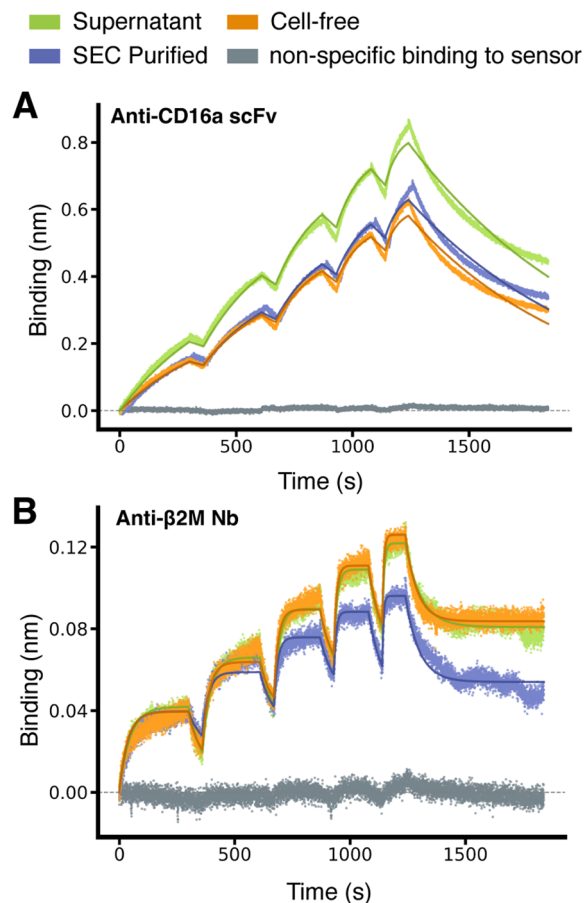 Supernatant
Cell-free
SEC Purified
non-specific binding to sensor
A
Anti-CD16a scFv
0.8
0.6
0.4
0.2
0.0
Binding (nm)
0
500
1000
1500
Time (s)
B
Anti-β2M Nb
0.12
0.08
0.04
0.00
Binding (nm)
0
500
1000
1500
Time (s)